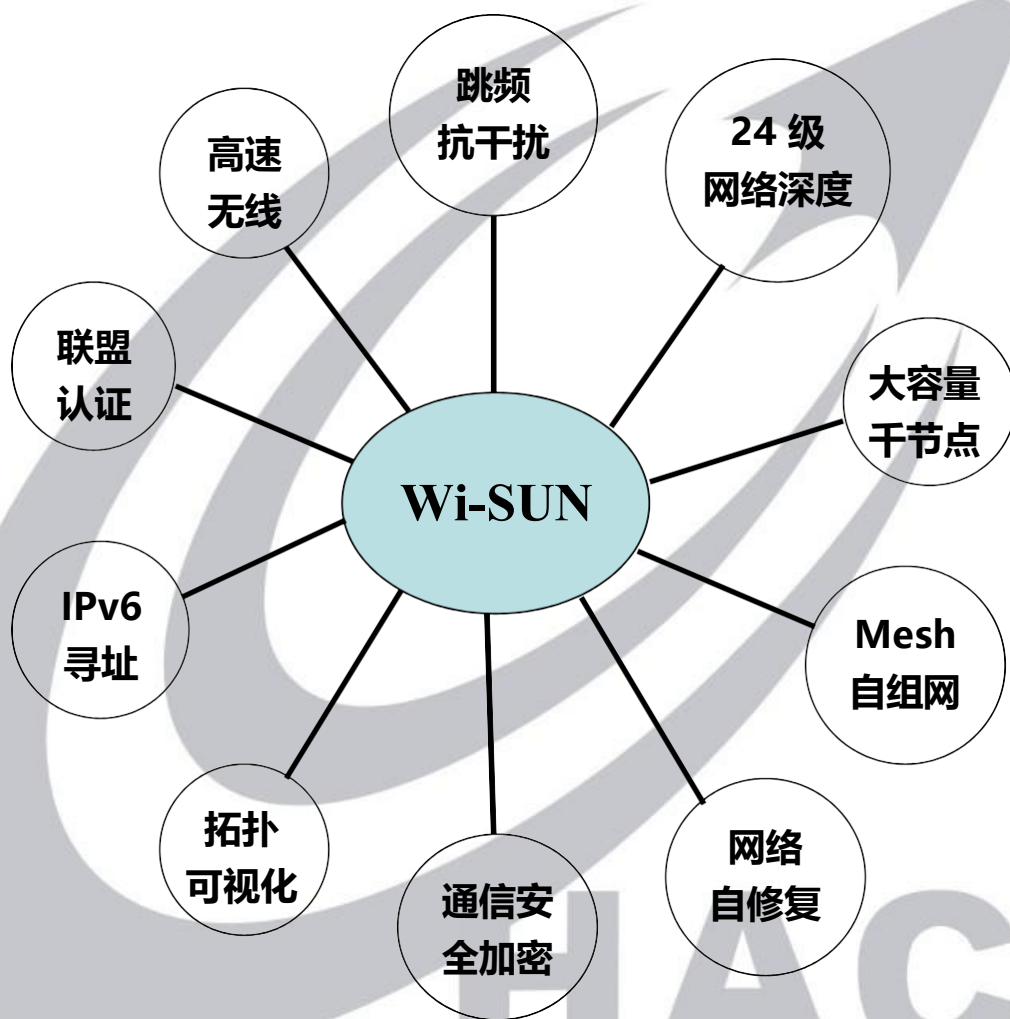 跳频
抗干扰
24 级
网络深度
高速
无线
联盟
认证
大容量
千节点
Wi-SUN
IPv6
寻址
Mesh
自组网
拓扑
可视化
网络
自修复
通信安
全加密
HAC